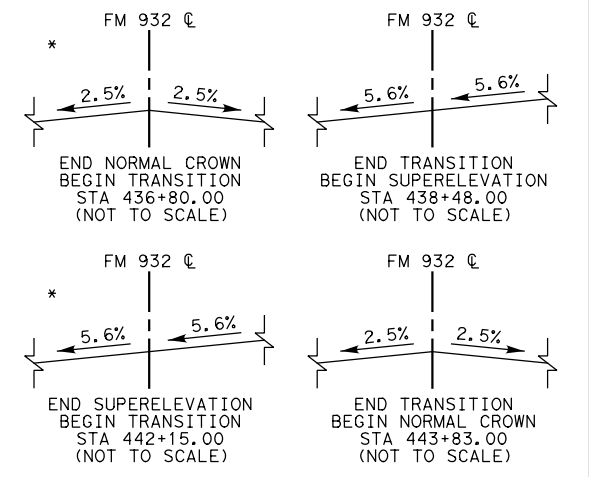 FM 932 ℄
*
2.5% 2.5%
END NORMAL CROWN
BEGIN TRANSITION
STA 436+80.00
(NOT TO SCALE)
FM 932 ℄
5.6% 5.6%
END TRANSITION
BEGIN SUPERELEVATION
STA 438+48.00
(NOT TO SCALE)
FM 932 ℄
*
5.6% 5.6%
END SUPERELEVATION
BEGIN TRANSITION
STA 442+15.00
(NOT TO SCALE)
FM 932 ℄
2.5% 2.5%
END TRANSITION
BEGIN NORMAL CROWN
STA 443+83.00
(NOT TO SCALE)